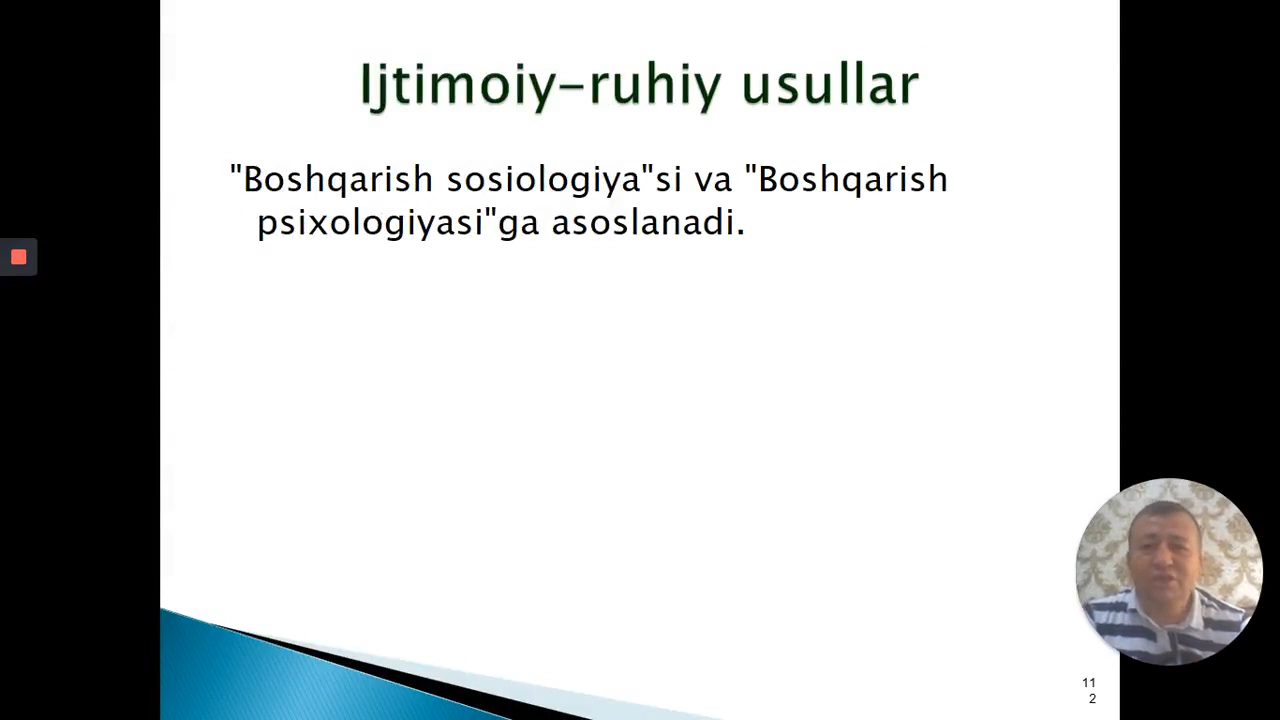 Ijtimoiy-ruhiy usullar
"Boshqarish sosiologiya"si va "Boshqarish
psixologiyasi"ga asoslanadi.
11
2